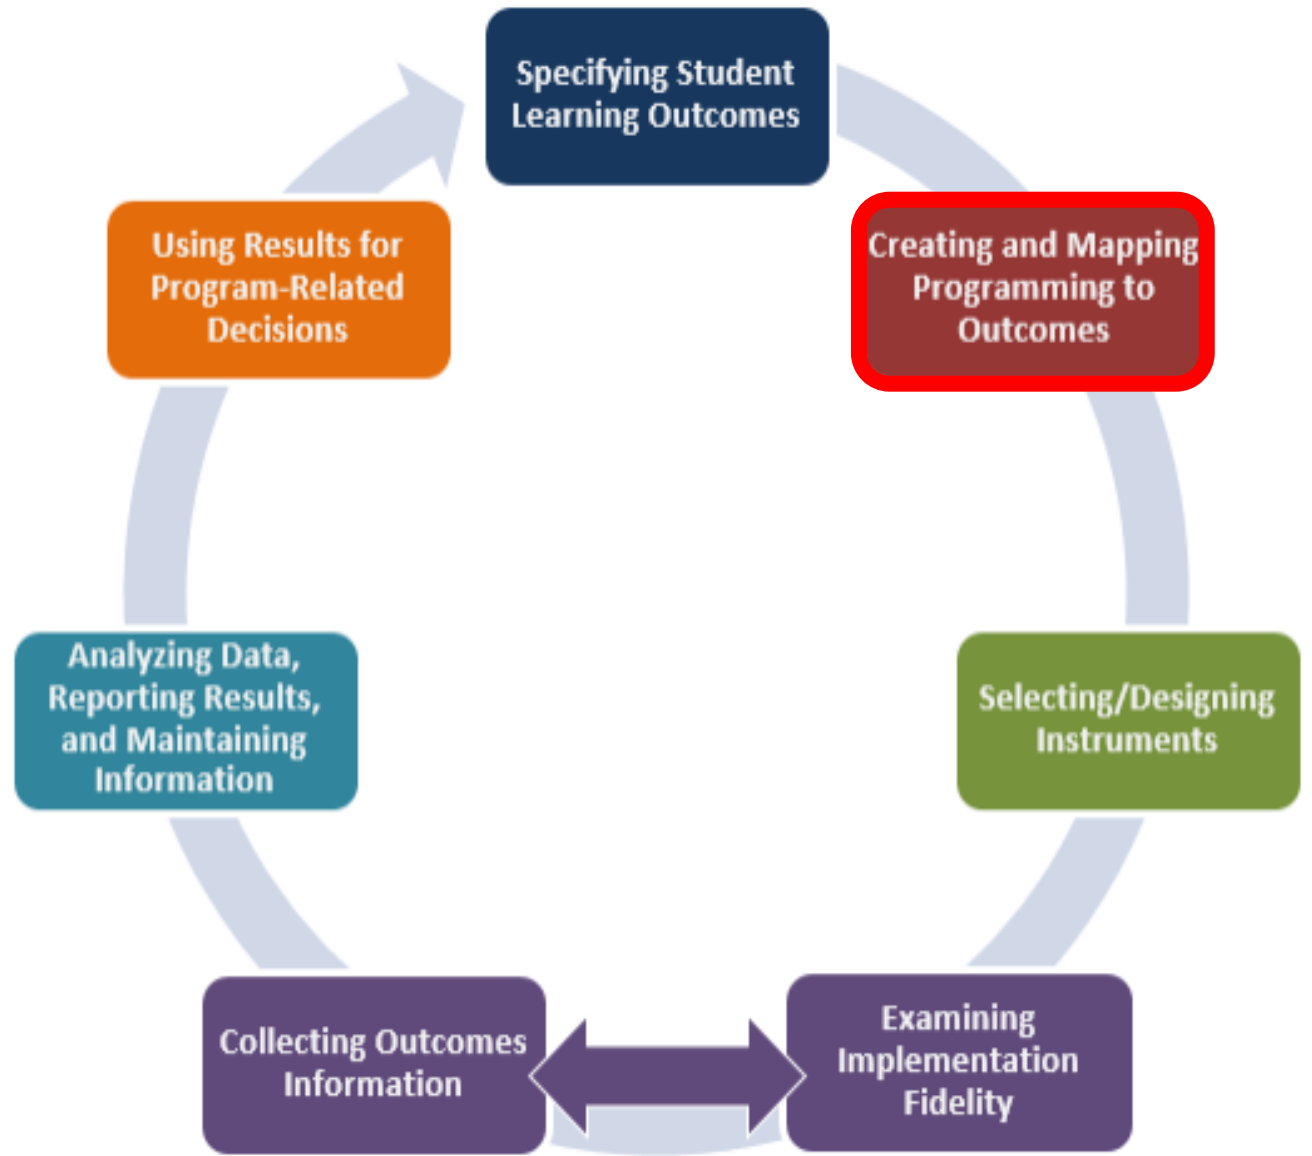 Specifying Student
Learning Outcomes
Creating and Mapping
Programming to
Outcomes
Selecting/Designing
Instruments
Examining
Implementation
Fidelity
Collecting Outcomes
Information
Analyzing Data,
Reporting Results,
and Maintaining
Information
Using Results for
Program-Related
Decisions